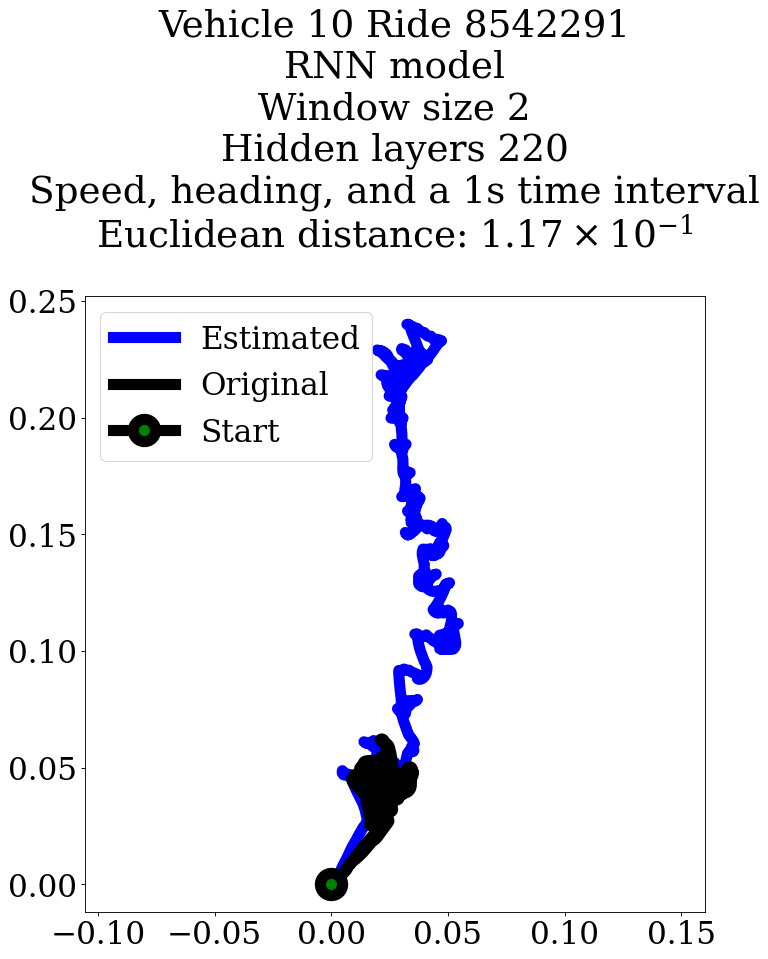 Vehicle 10 Ride 8542291
RNN model
Window size 2
Hidden layers 220
Speed, heading, and a 1s time interval
Euclidean distance: 1.17 × 10⁻¹
0.25
Estimated
Original
Start
0.20
0.15
0.10
0.05
0.00
−0.10 −0.05 0.00 0.05 0.10 0.15